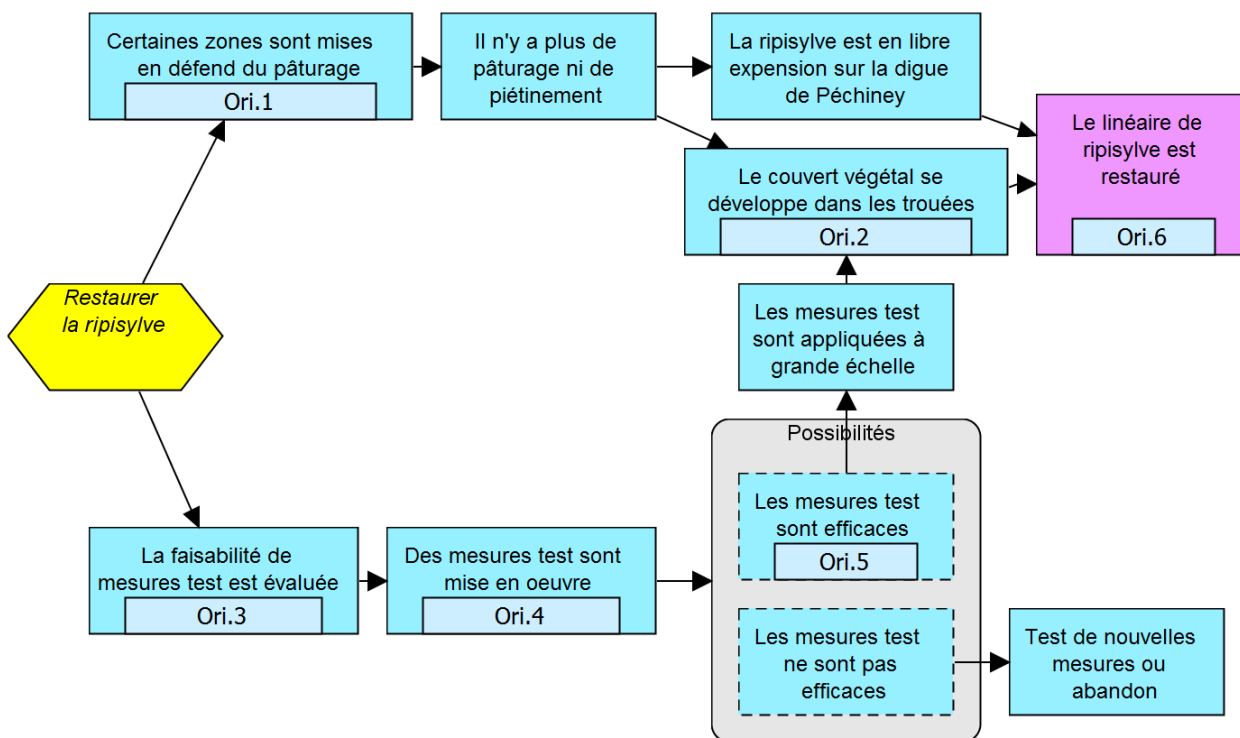 Certaines zones sont mises
en défend du pâturage
Ori.1
Il n'y a plus de
pâturage ni de
piétinement
La ripisylve est en libre
expension sur la digue
de Péchiney
Le linéaire de
ripisylve est
restauré
Ori.6
Le couvert végétal se
développe dans les trouées
Ori.2
Restaurer
la ripisylve
Les mesures test
sont appliquées à
grande échelle
Possibilités
Les mesures test
sont efficaces
Ori.5
La faisabilité de
mesures test est évaluée
Ori.3
Des mesures test sont
mise en oeuvre
Ori.4
Les mesures test
ne sont pas
efficaces
Test de nouvelles
mesures ou
abandon